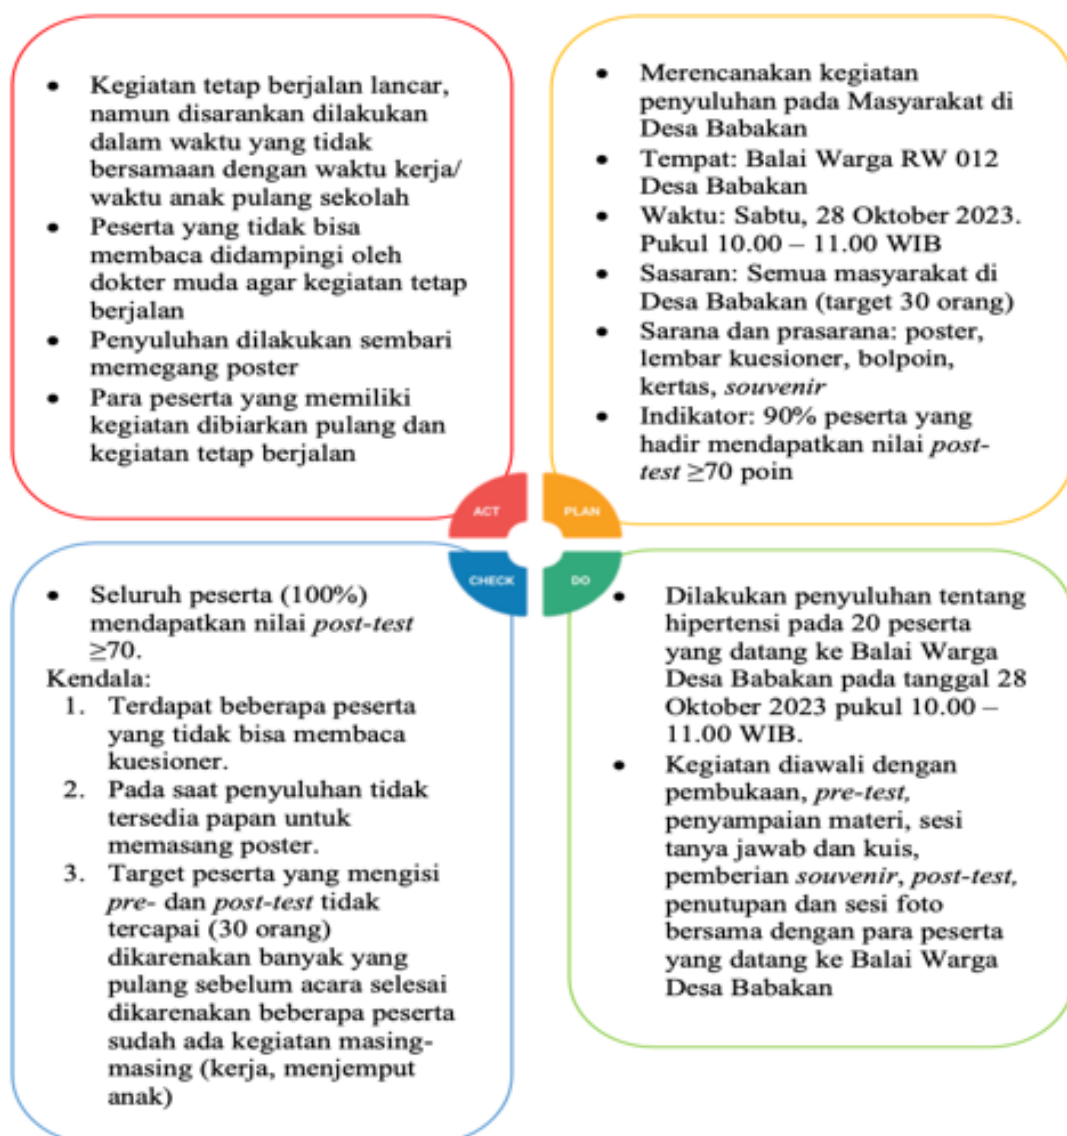 • Kegiatan tetap berjalan lancar,
namun disarankan dilakukan
dalam waktu yang tidak
bersamaan dengan waktu kerja/
waktu anak pulang sekolah
• Peserta yang tidak bisa
membaca didampingi oleh
dokter muda agar kegiatan tetap
berjalan
• Penyuluhan dilakukan sembari
memegang poster
• Para peserta yang memiliki
kegiatan dibiarkan pulang dan
kegiatan tetap berjalan
• Merencanakan kegiatan
penyuluhan pada Masyarakat di
Desa Babakan
• Tempat: Balai Warga RW 012
Desa Babakan
• Waktu: Sabtu, 28 Oktober 2023.
Pukul 10.00 – 11.00 WIB
• Sasaran: Semua masyarakat di
Desa Babakan (target 30 orang)
• Sarana dan prasarana: poster,
lembar kuesioner, bolpoin,
kertas, souvenir
• Indikator: 90% peserta yang
hadir mendapatkan nilai post-
test ≥70 poin
ACT
PLAN
CHECK
DO
• Seluruh peserta (100%)
mendapatkan nilai post-test
≥70.
Kendala:
1. Terdapat beberapa peserta
yang tidak bisa membaca
kuesioner.
2. Pada saat penyuluhan tidak
tersedia papan untuk
memasang poster.
3. Target peserta yang mengisi
pre- dan post-test tidak
tercapai (30 orang)
dikarenakan banyak yang
pulang sebelum acara selesai
dikarenakan beberapa peserta
sudah ada kegiatan masing-
masing (kerja, menjemput
anak)
• Dilakukan penyuluhan tentang
hipertensi pada 20 peserta
yang datang ke Balai Warga
Desa Babakan pada tanggal 28
Oktober 2023 pukul 10.00 –
11.00 WIB.
• Kegiatan diawali dengan
pembukaan, pre-test,
penyampaian materi, sesi
tanya jawab dan kuis,
pemberian souvenir, post-test,
penutupan dan sesi foto
bersama dengan para peserta
yang datang ke Balai Warga
Desa Babakan